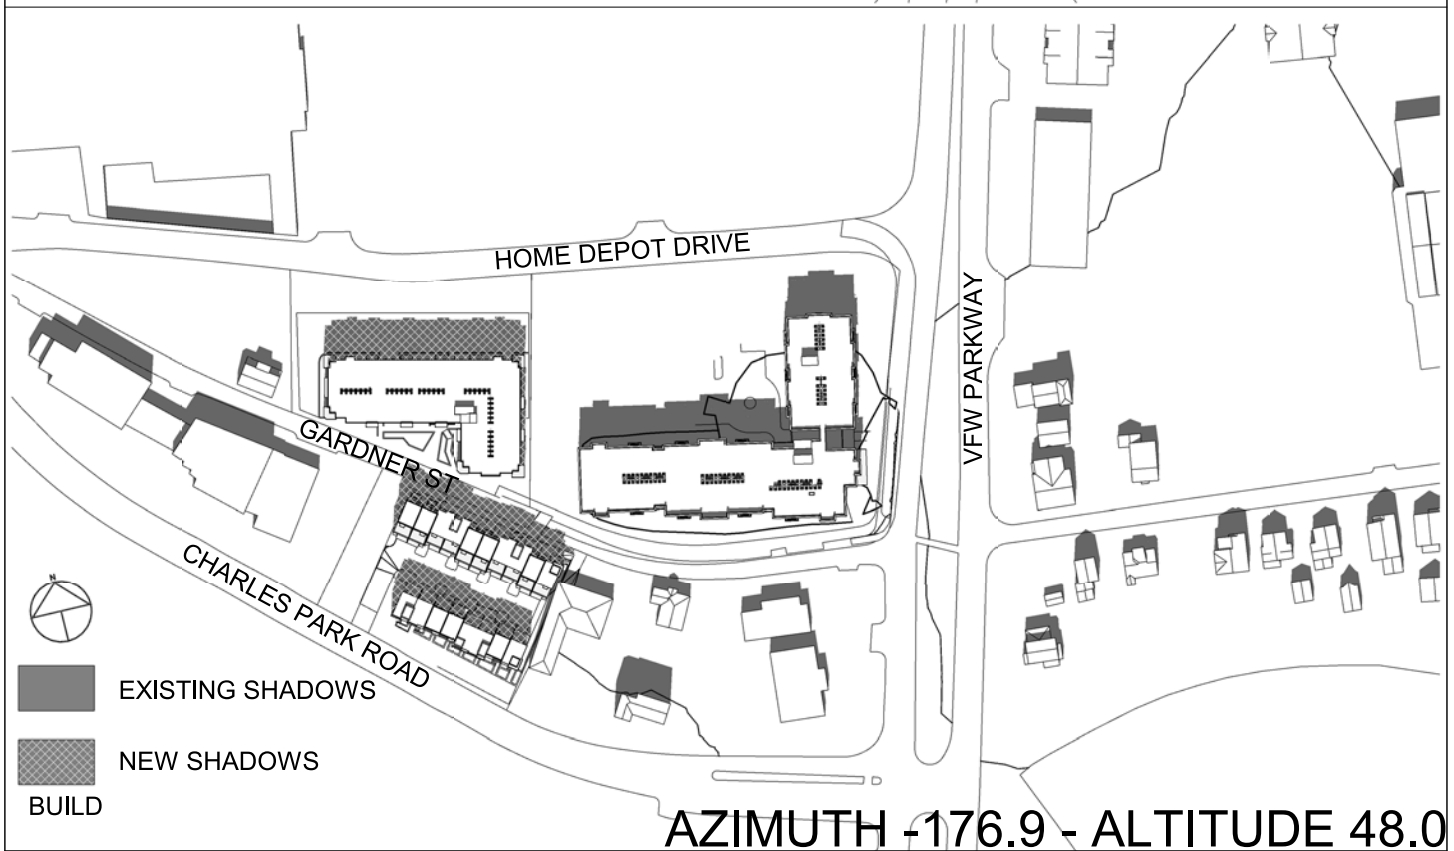 HOME DEPOT DRIVE
VFW PARKWAY
GARDNER ST
CHARLES PARK ROAD
N
EXISTING SHADOWS
NEW SHADOWS
BUILD
AZIMUTH -176.9 - ALTITUDE 48.0